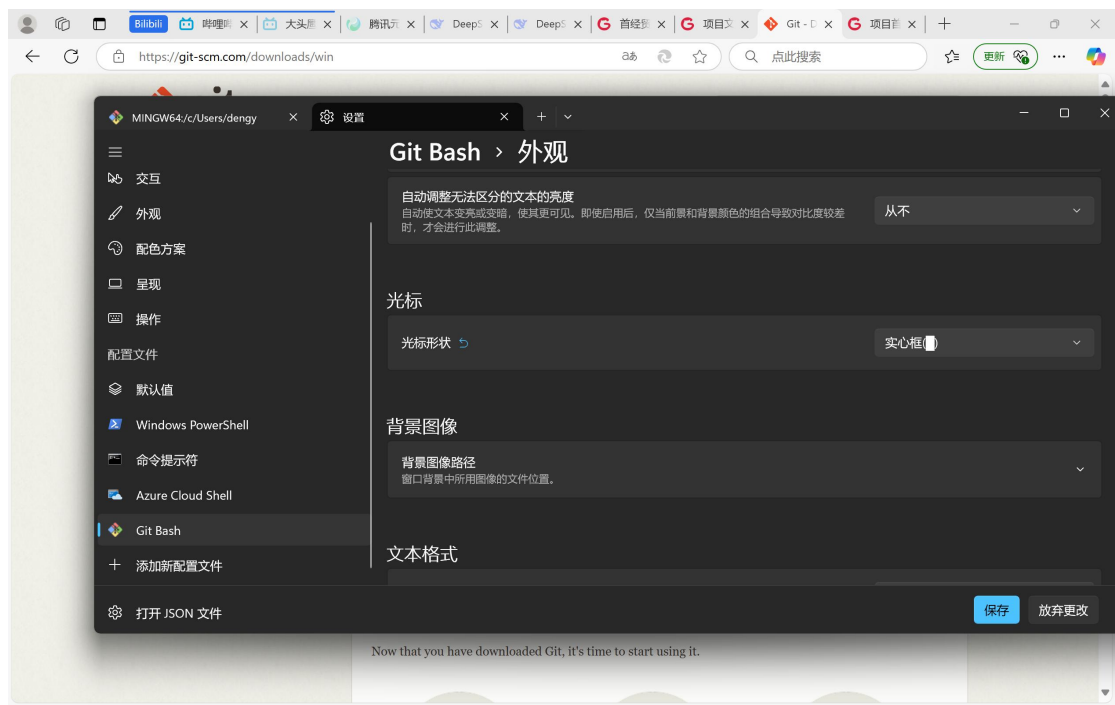 Bilibili
哔哩哔
大头厚
腾讯元
DeepS
DeepS
首经贸
项目文
Git - D
项目首
https://git-scm.com/downloads/win
点此搜索
更新
MINGW64:/c/Users/dengy
设置
交互
外观
配色方案
呈现
操作
配置文件
默认值
Windows PowerShell
命令提示符
Azure Cloud Shell
Git Bash
添加新配置文件
打开 JSON 文件
Git Bash › 外观
自动调整无法区分的文本的亮度
自动使文本变亮或变暗，使其更可见。即使启用后，仅当前景和背景颜色的组合导致对比度较差
时，才会进行此调整。
从不
光标
光标形状
实心框(█)
背景图像
背景图像路径
窗口背景中所用图像的文件位置。
文本格式
保存
放弃更改
Now that you have downloaded Git, it's time to start using it.